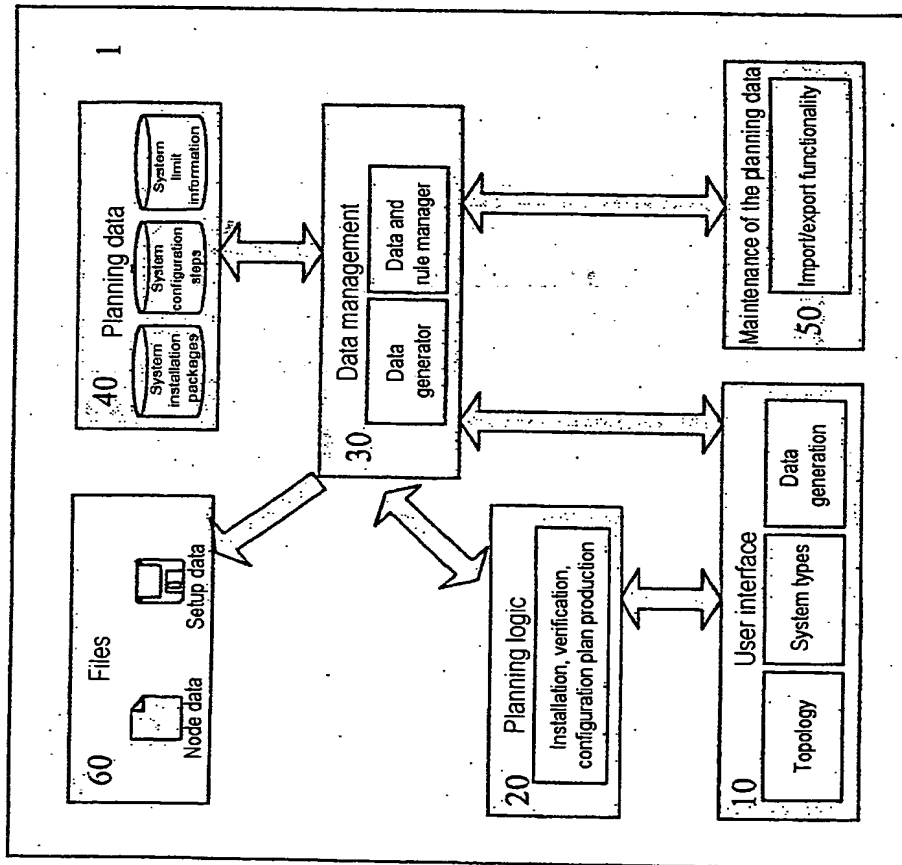 1
60
Files
Node data
Setup data
40
Planning data
System
installation
packages
System
configuration
steps
System
limit
information
30
Data management
Data
generator
Data and
rule manager
20
Planning logic
Installation, verification,
configuration plan production
10
User interface
Topology
System types
Data
generation
Maintenance of the planning data
50
Import/export functionality